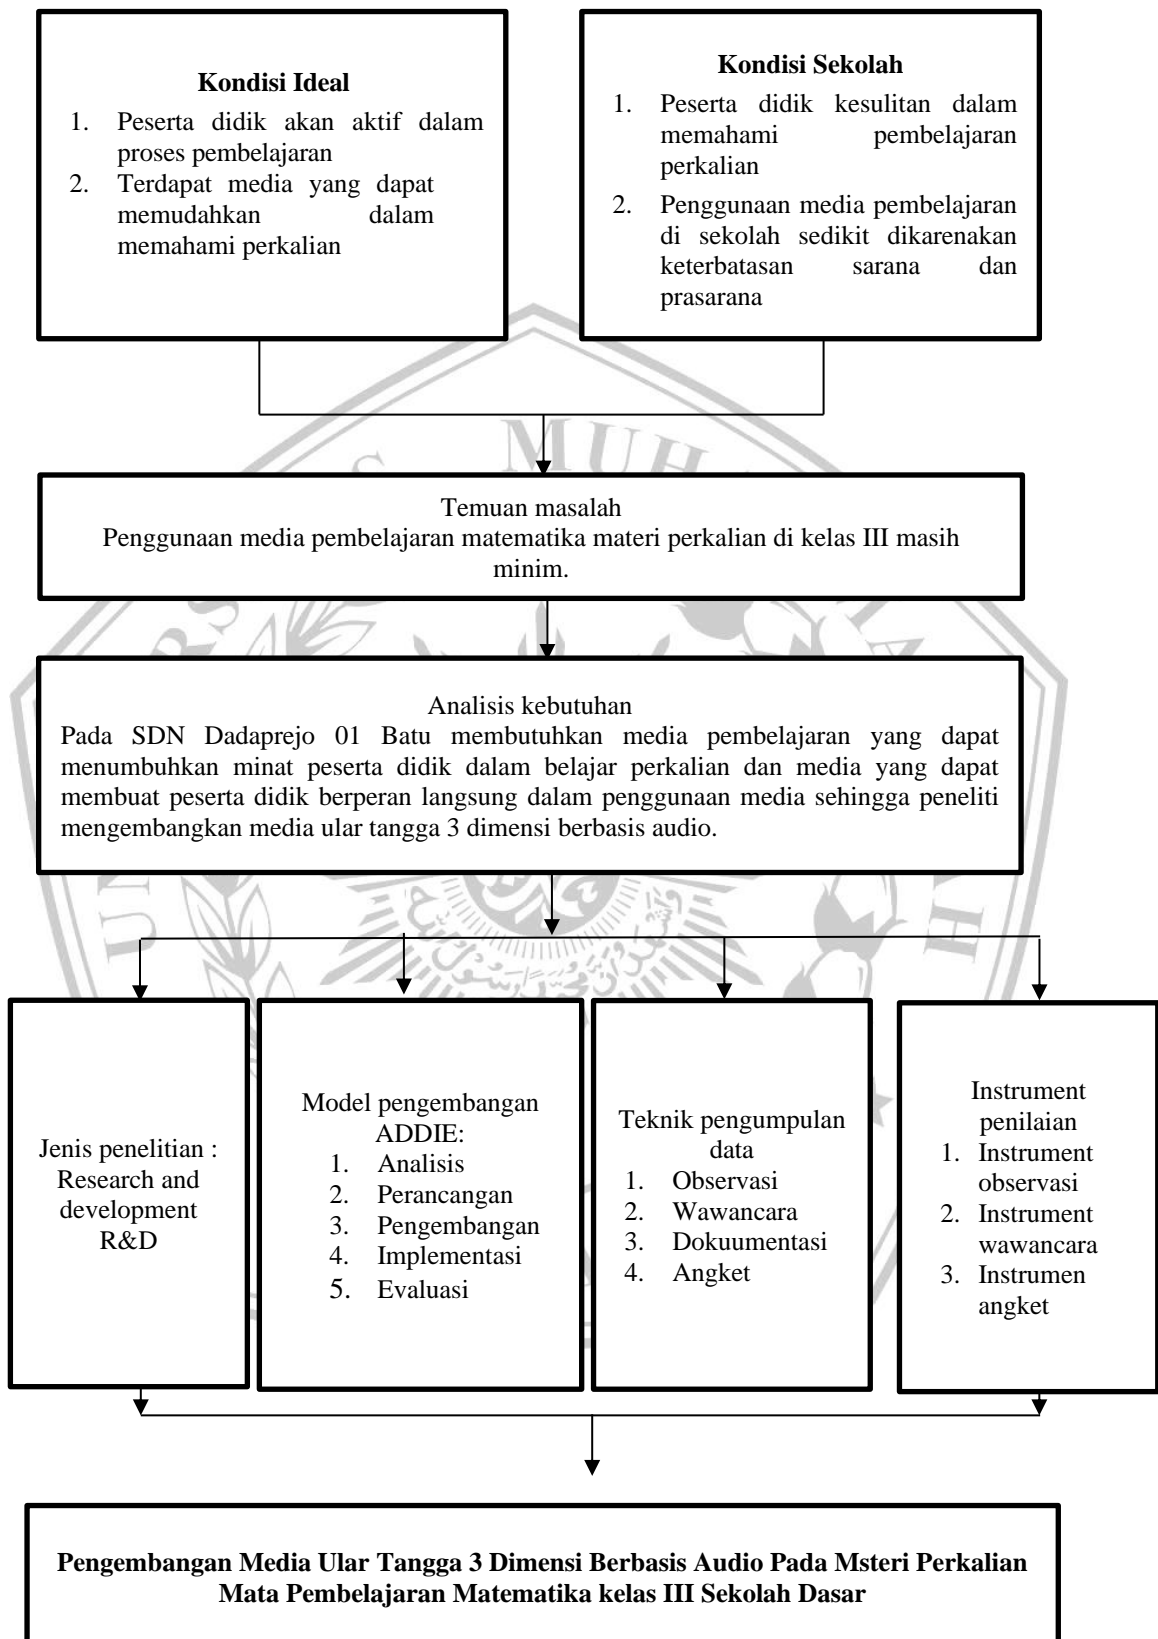 Kondisi Ideal
1. Peserta didik akan aktif dalam
proses pembelajaran
2. Terdapat media yang dapat
memudahkan dalam
memahami perkalian
Kondisi Sekolah
1. Peserta didik kesulitan dalam
memahami pembelajaran
perkalian
2. Penggunaan media pembelajaran
di sekolah sedikit dikarenakan
keterbatasan sarana dan
prasarana
Temuan masalah
Penggunaan media pembelajaran matematika materi perkalian di kelas III masih
minim.
Analisis kebutuhan
Pada SDN Dadaprejo 01 Batu membutuhkan media pembelajaran yang dapat
menumbuhkan minat peserta didik dalam belajar perkalian dan media yang dapat
membuat peserta didik berperan langsung dalam penggunaan media sehingga peneliti
mengembangkan media ular tangga 3 dimensi berbasis audio.
Jenis penelitian :
Research and
development
R&D
Model pengembangan
ADDIE:
1. Analisis
2. Perancangan
3. Pengembangan
4. Implementasi
5. Evaluasi
Teknik pengumpulan
data
1. Observasi
2. Wawancara
3. Dokuumentasi
4. Angket
Instrument
penilaian
1. Instrument
observasi
2. Instrument
wawancara
3. Instrumen
angket
Pengembangan Media Ular Tangga 3 Dimensi Berbasis Audio Pada Msteri Perkalian
Mata Pembelajaran Matematika kelas III Sekolah Dasar